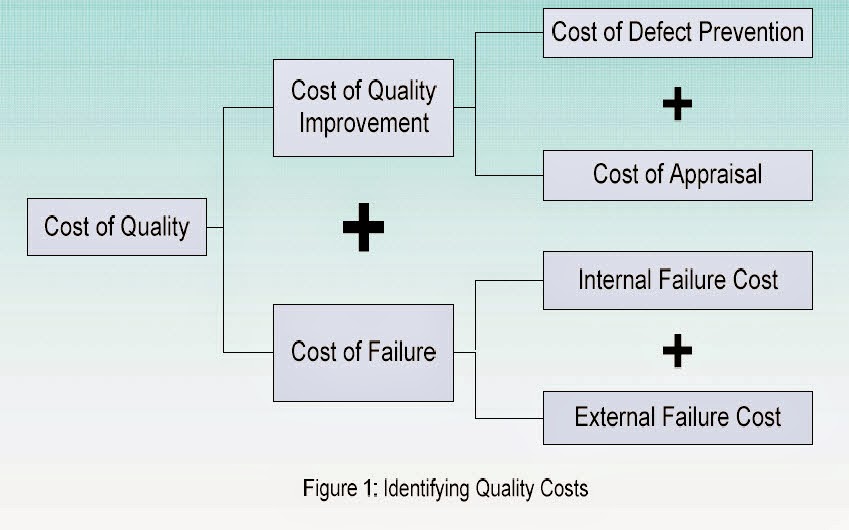 Cost of Defect Prevention
+
Cost of Quality
Improvement
Cost of Appraisal
Cost of Quality
+
Internal Failure Cost
Cost of Failure
+
External Failure Cost
Figure 1: Identifying Quality Costs